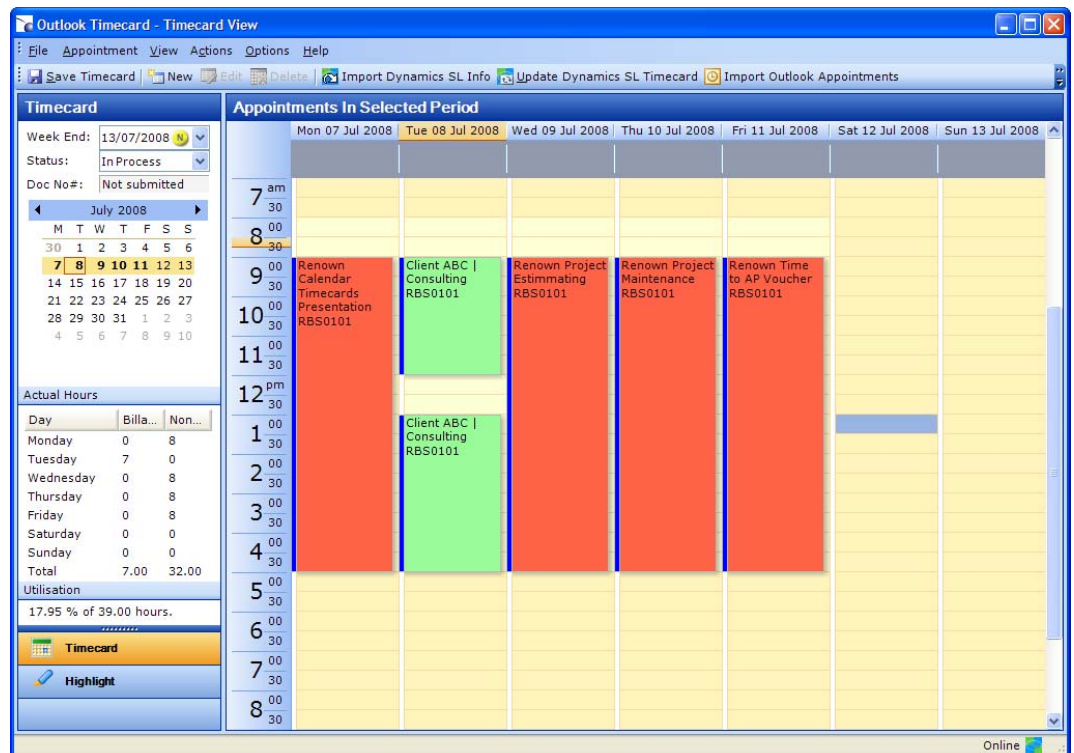 Outlook Timecard - Timecard View
File Appointment View Actions Options Help
Save Timecard New Edit Delete Import Dynamics SL Info Update Dynamics SL Timecard Import Outlook Appointments
Timecard
Week End: 13/07/2008 N
Status: In Process
Doc No#: Not submitted
July 2008
M T W T F S S
30 1 2 3 4 5 6
7 8 9 10 11 12 13
14 15 16 17 18 19 20
21 22 23 24 25 26 27
28 29 30 31 1 2 3
4 5 6 7 8 9 10
Actual Hours
Day Billa... Non...
Monday 0 8
Tuesday 7 0
Wednesday 0 8
Thursday 0 8
Friday 0 8
Saturday 0 0
Sunday 0 0
Total 7.00 32.00
Utilisation
17.95 % of 39.00 hours.
Timecard
Highlight
Appointments In Selected Period
Mon 07 Jul 2008 Tue 08 Jul 2008 Wed 09 Jul 2008 Thu 10 Jul 2008 Fri 11 Jul 2008 Sat 12 Jul 2008 Sun 13 Jul 2008
7 am
30
8 00
30
9 00
30
10 00
30
11 00
30
12 pm
30
1 00
30
2 00
30
3 00
30
4 00
30
5 00
30
6 00
30
7 00
30
8 00
30
Renown
Calendar
Timecards
Presentation
RBS0101
Client ABC |
Consulting
RBS0101
Client ABC |
Consulting
RBS0101
Renown Project
Estimmating
RBS0101
Renown Project
Maintenance
RBS0101
Renown Time
to AP Voucher
RBS0101
Online